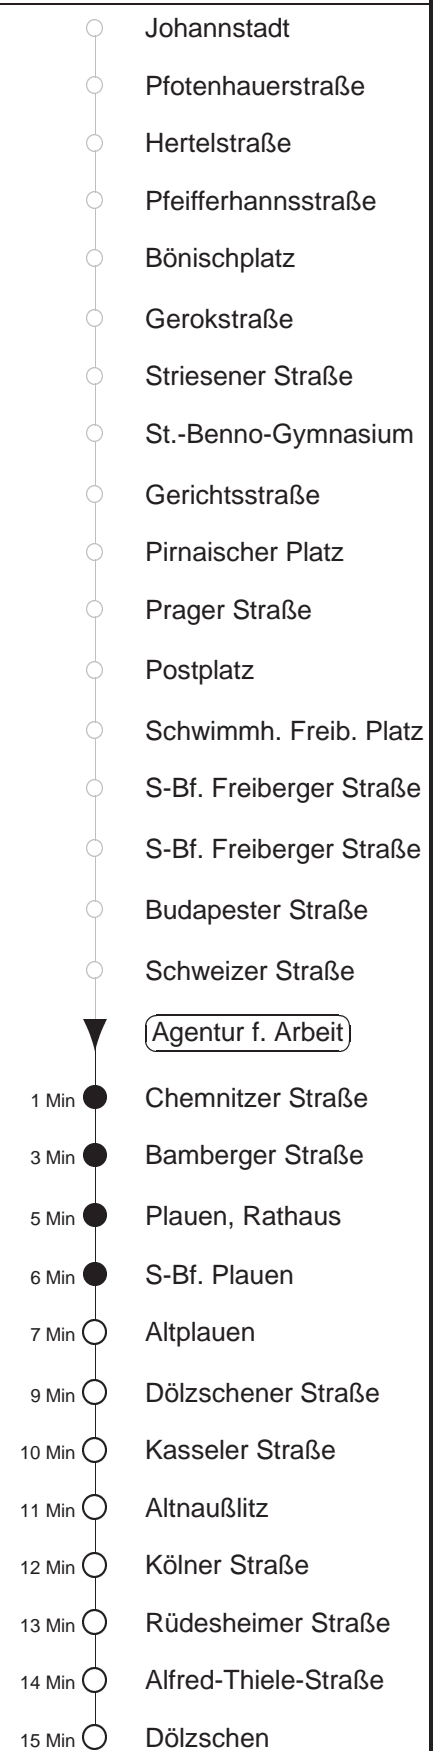 Johannstadt
Pfotenhauerstraße
Hertelstraße
Pfeifferhannsstraße
Bönischplatz
Gerokstraße
Striesener Straße
St.-Benno-Gymnasium
Gerichtsstraße
Pirnaischer Platz
Prager Straße
Postplatz
Schwimmh. Freib. Platz
S-Bf. Freiberger Straße
S-Bf. Freiberger Straße
Budapester Straße
Schweizer Straße
Agentur f. Arbeit
1 Min Chemnitzer Straße
3 Min Bamberger Straße
5 Min Plauen, Rathaus
6 Min S-Bf. Plauen
7 Min Altplauen
9 Min Dölzschener Straße
10 Min Kasseler Straße
11 Min Altnaußlitz
12 Min Kölner Straße
13 Min Rüdesheimer Straße
14 Min Alfred-Thiele-Straße
15 Min Dölzschen